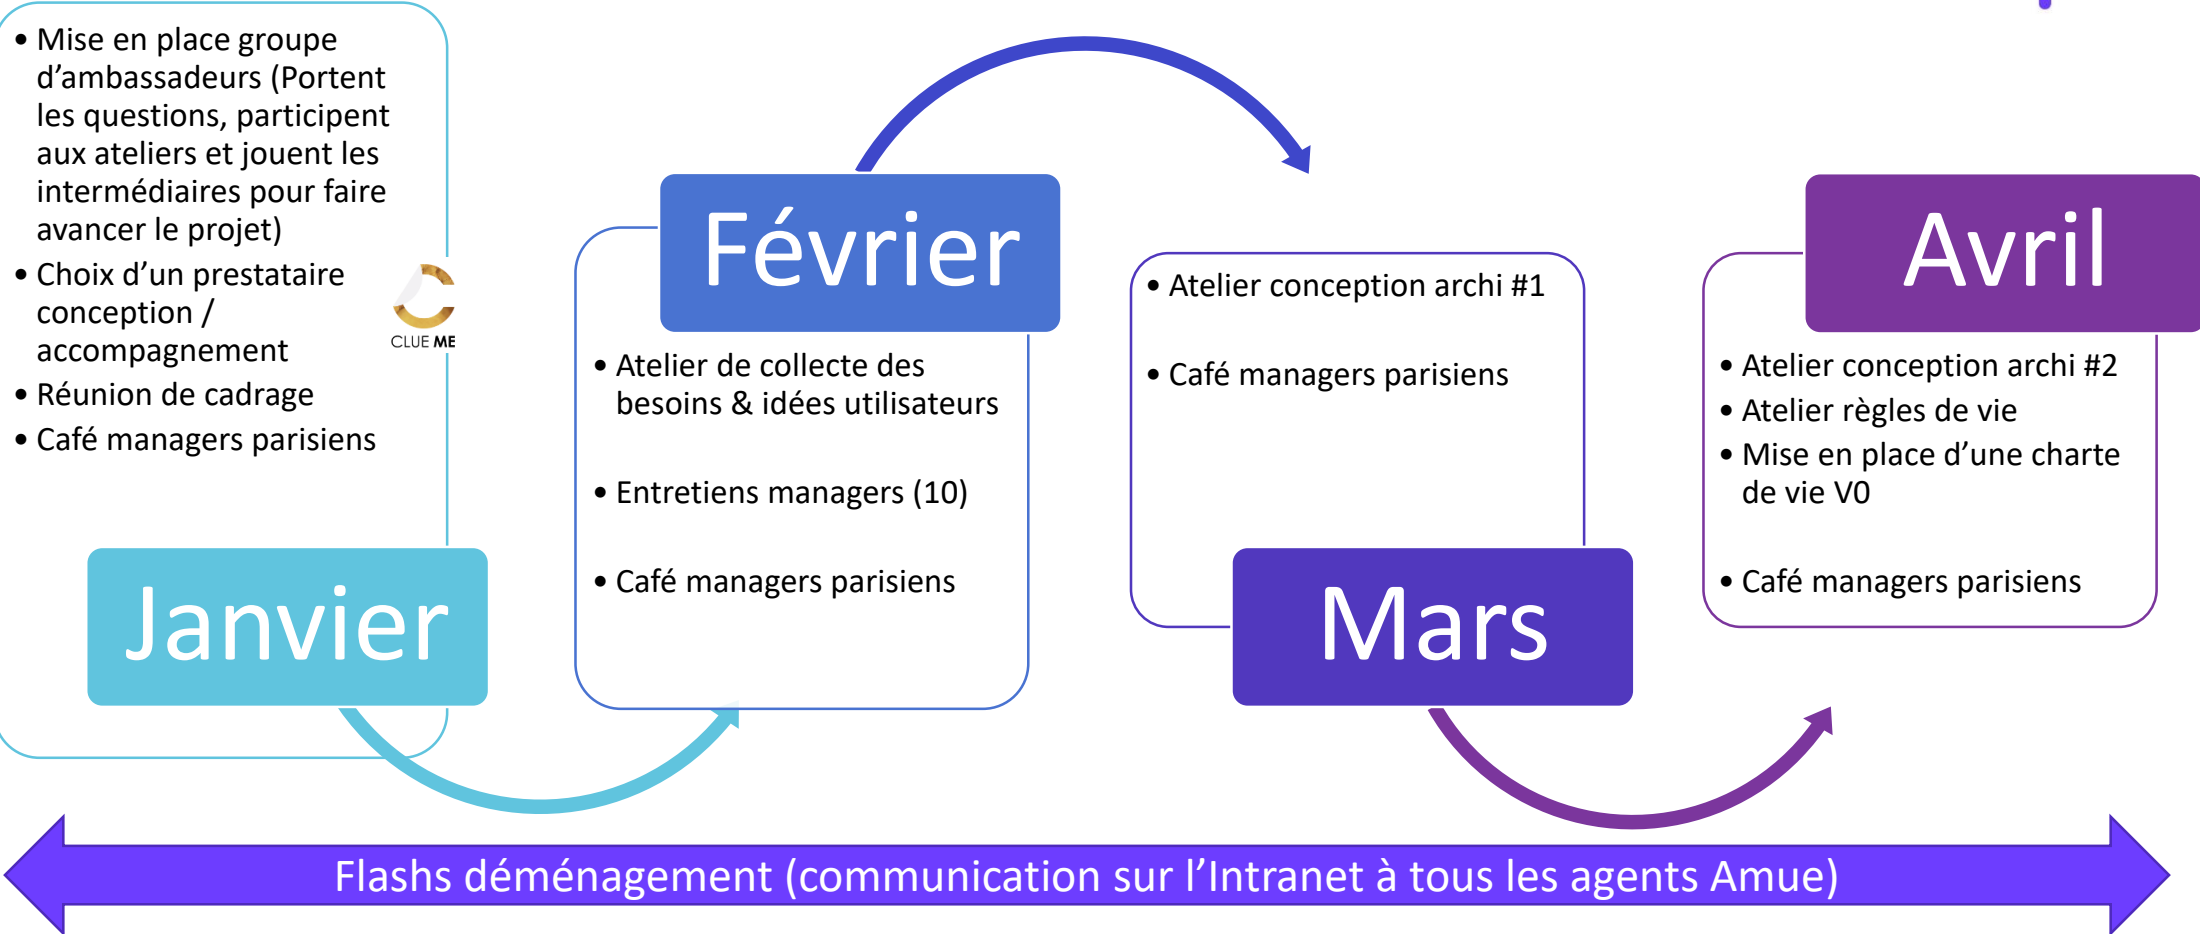 • Mise en place groupe
d’ambassadeurs (Portent
les questions, participent
aux ateliers et jouent les
intermédiaires pour faire
avancer le projet)
• Choix d’un prestataire
conception /
accompagnement
• Réunion de cadrage
• Café managers parisiens
CLUE ME
Janvier
Février
• Atelier de collecte des
besoins & idées utilisateurs
• Entretiens managers (10)
• Café managers parisiens
• Atelier conception archi #1
• Café managers parisiens
Mars
Avril
• Atelier conception archi #2
• Atelier règles de vie
• Mise en place d’une charte
de vie V0
• Café managers parisiens
Flashs déménagement (communication sur l’Intranet à tous les agents Amue)